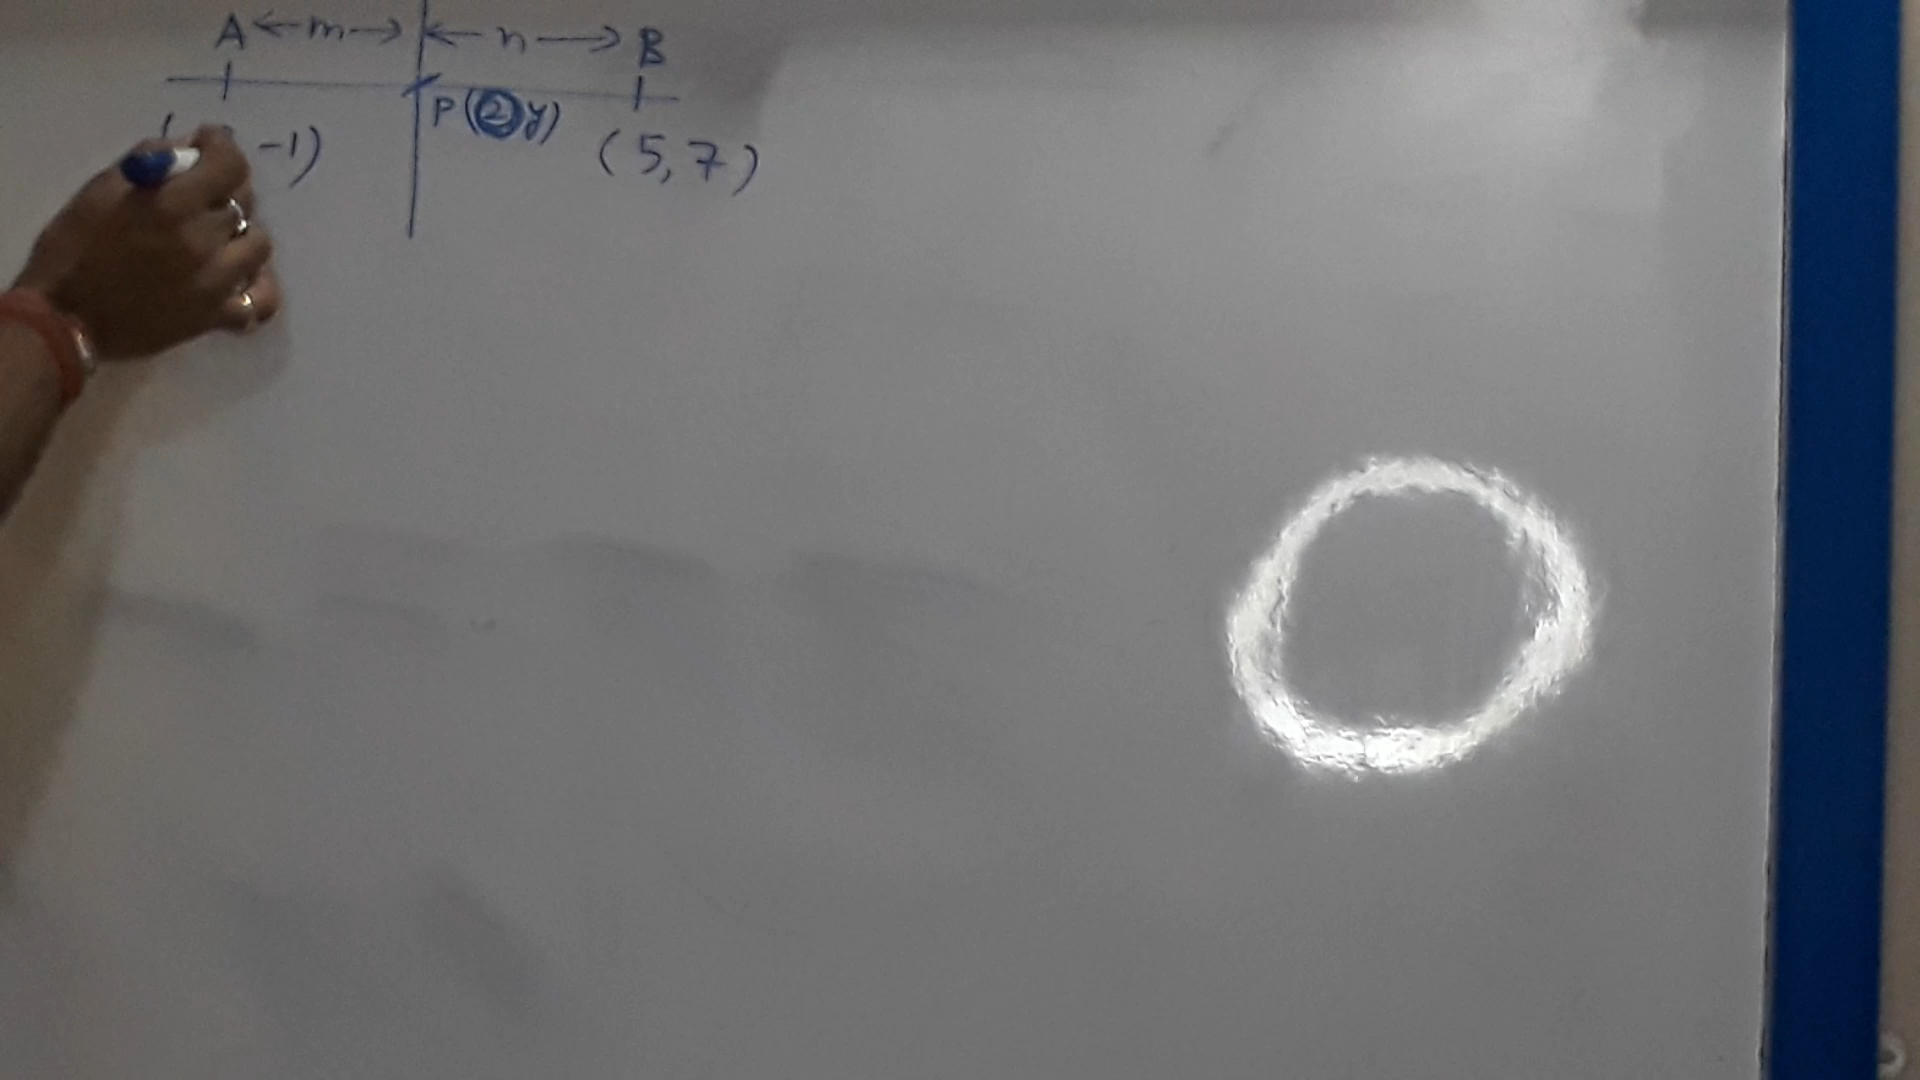 A ←m→ ←n→ B
P(2, y)
( -1) (5, 7)